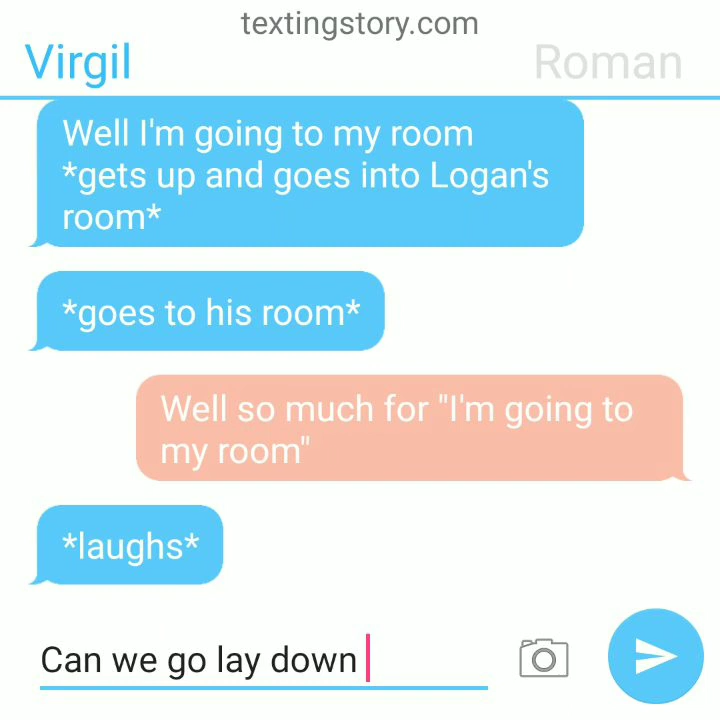 textingstory.com
Virgil
Roman
Well I'm going to my room
*gets up and goes into Logan's
room*
*goes to his room*
Well so much for "I'm going to
my room"
*laughs*
Can we go lay down